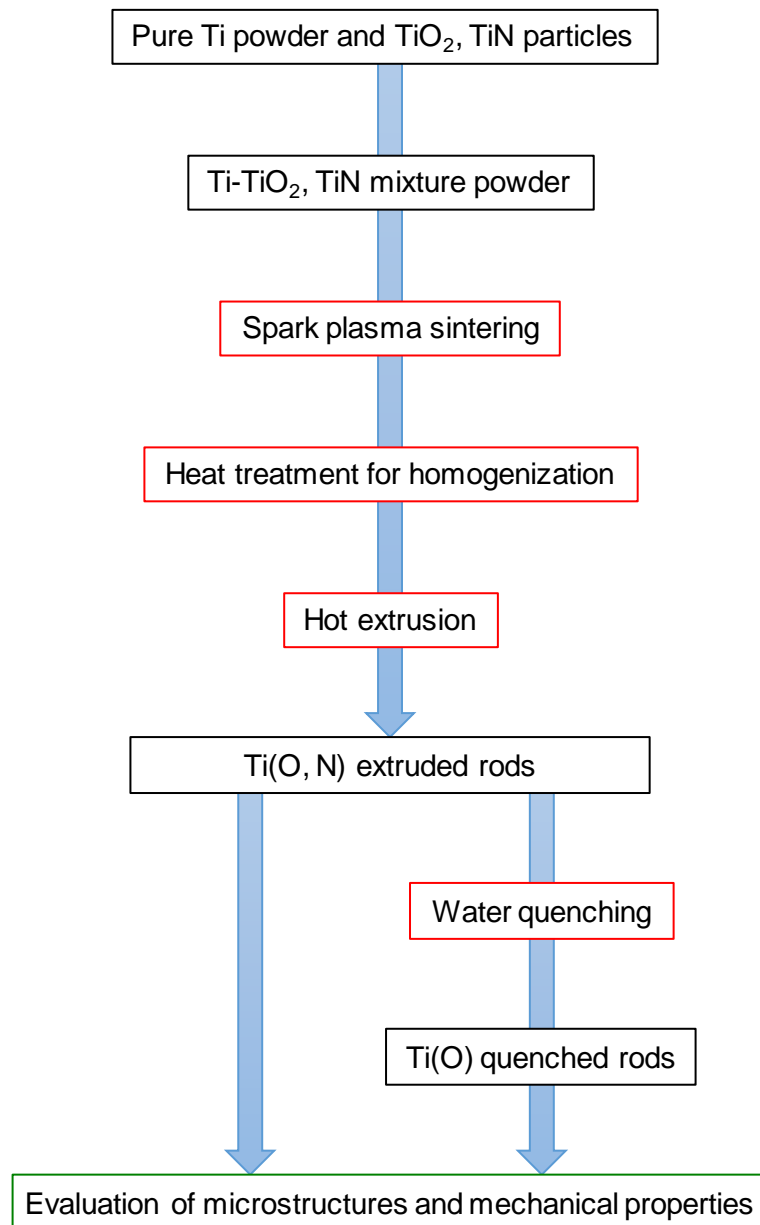 Pure Ti powder and TiO₂, TiN particles
Ti-TiO₂, TiN mixture powder
Spark plasma sintering
Heat treatment for homogenization
Hot extrusion
Ti(O, N) extruded rods
Water quenching
Ti(O) quenched rods
Evaluation of microstructures and mechanical properties